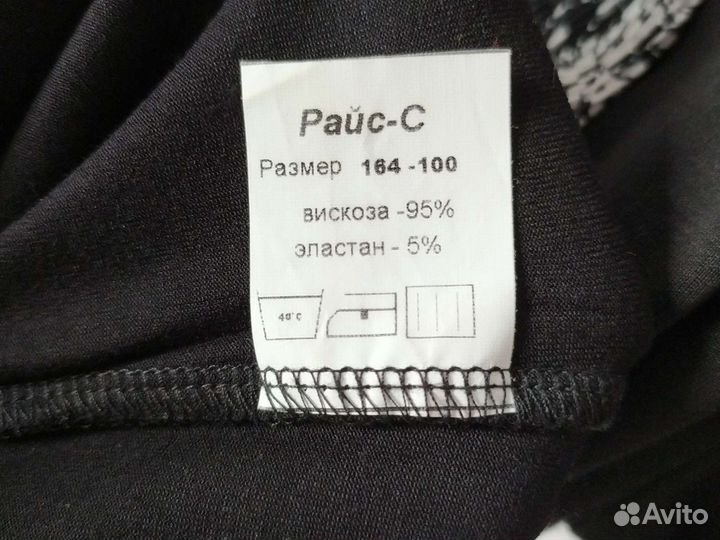 Райс-С
Размер 164 -100
вискоза -95%
эластан - 5%
40°C
Avito